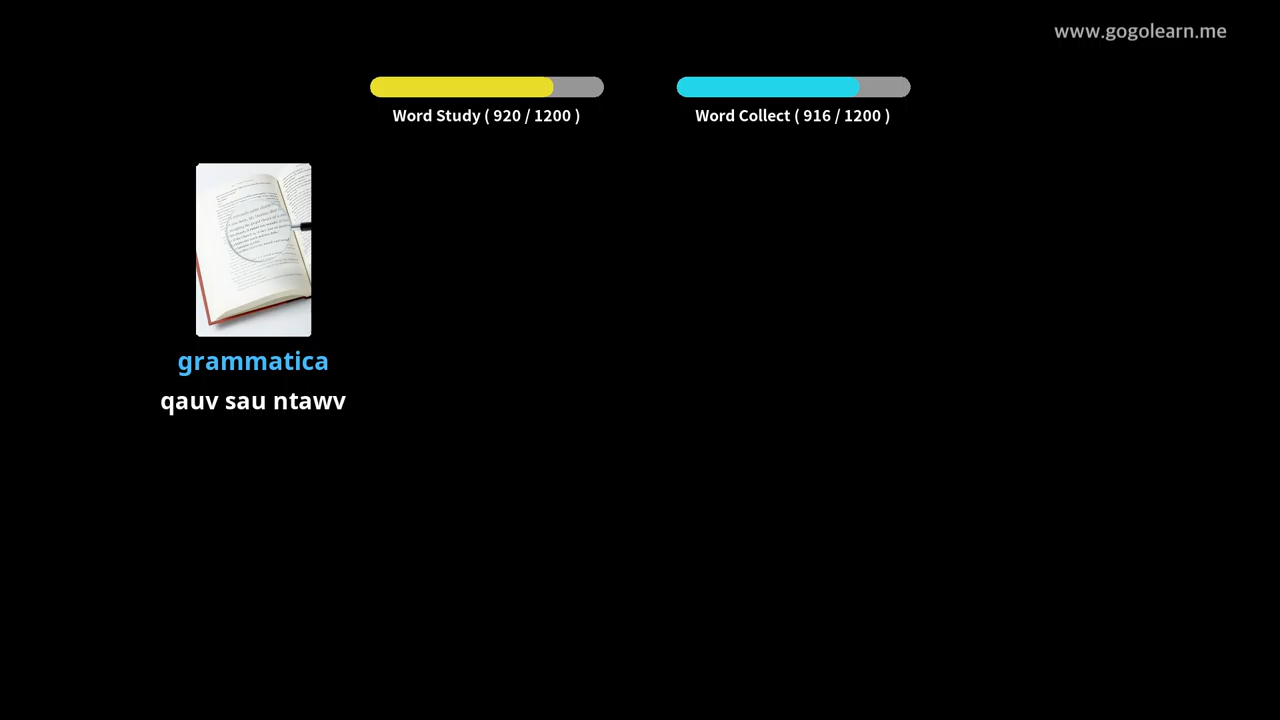 www.gogolearn.me
Word Study ( 920 / 1200 )
Word Collect ( 916 / 1200 )
grammatica
qauv sau ntawv